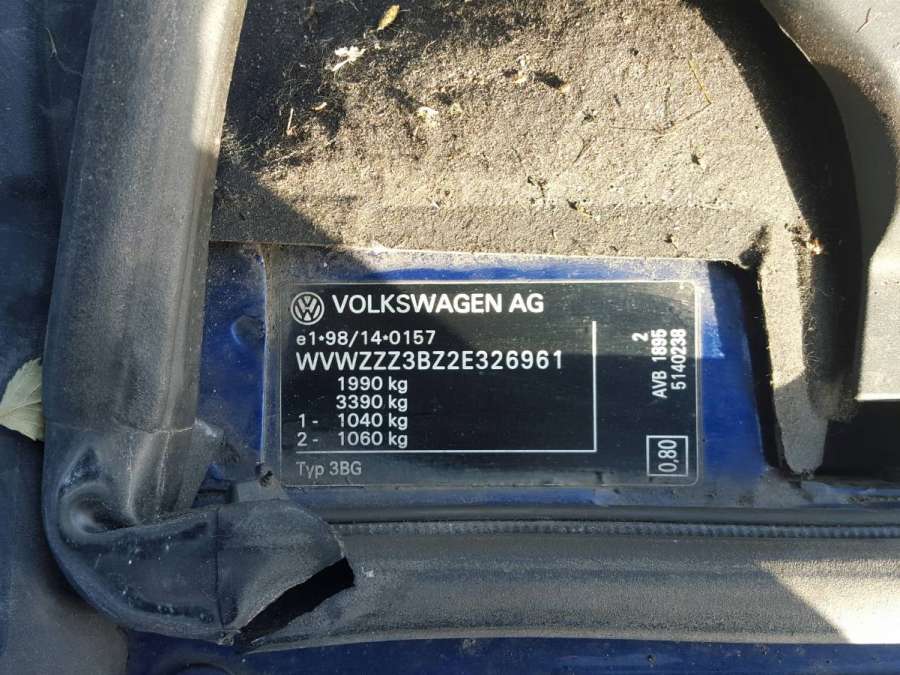 VOLKSWAGEN AG
e1*98/14*0157
WVWZZZ3BZ2E326961
1990 kg
3390 kg
1- 1040 kg
2- 1060 kg
Typ 3BG
2
AVB 1895
5140238
0,80